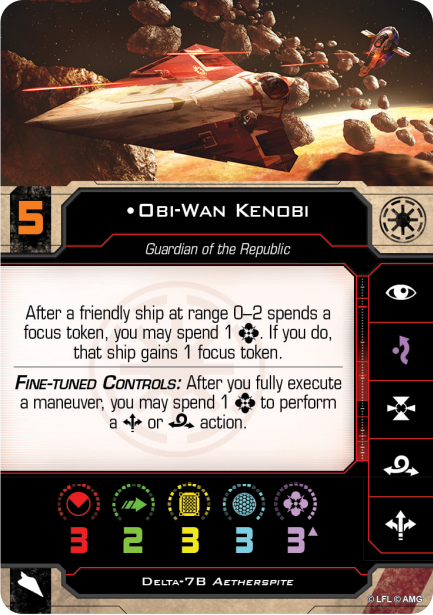 5
•Obi-Wan Kenobi
Guardian of the Republic
After a friendly ship at range 0–2 spends a
focus token, you may spend 1 . If you do,
that ship gains 1 focus token.
Fine-tuned Controls: After you fully execute
a maneuver, you may spend 1 to perform
a or action.
3 2 3 3 3
Delta-7B Aetherspite
© LFL © AMG